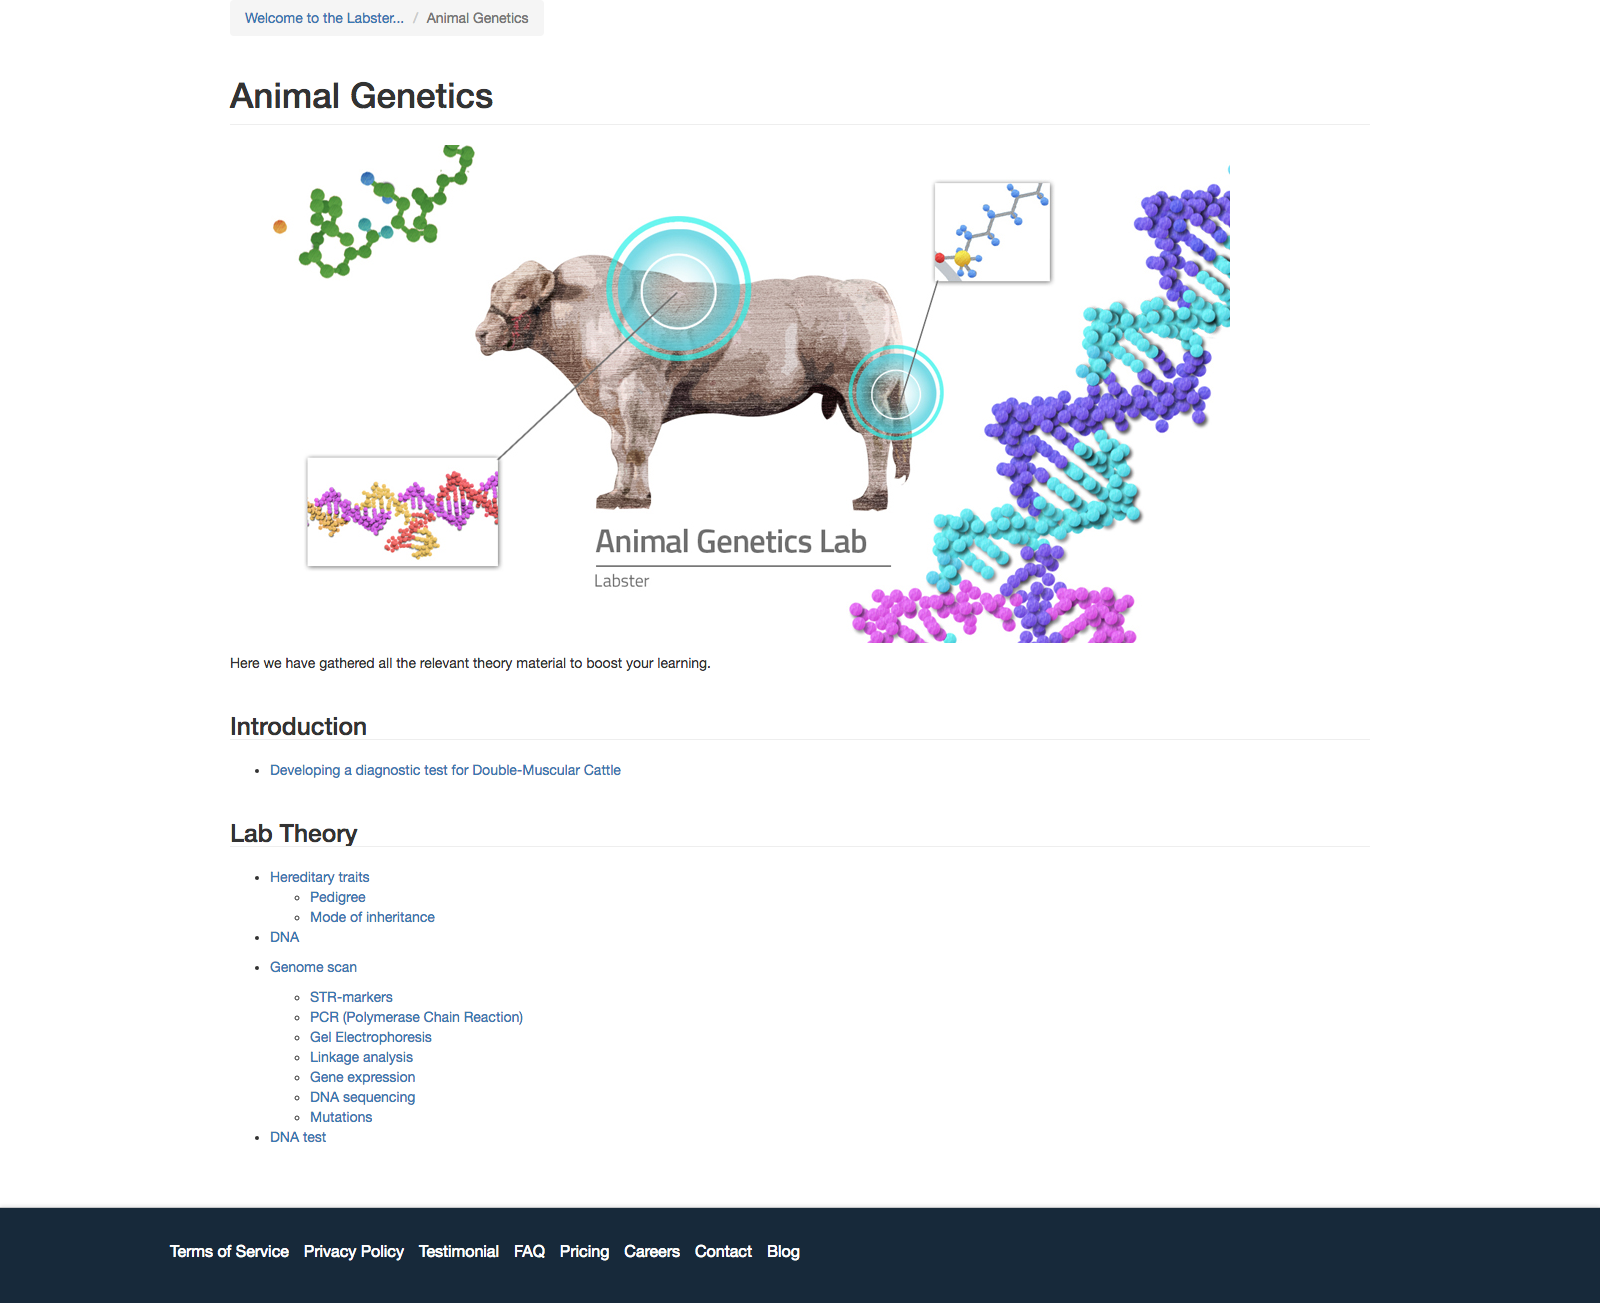 Welcome to the Labster... / Animal Genetics
Animal Genetics
Animal Genetics Lab
Labster
Here we have gathered all the relevant theory material to boost your learning.
Introduction
Developing a diagnostic test for Double-Muscular Cattle
Lab Theory
Hereditary traits
Pedigree
Mode of inheritance
DNA
Genome scan
STR-markers
PCR (Polymerase Chain Reaction)
Gel Electrophoresis
Linkage analysis
Gene expression
DNA sequencing
Mutations
DNA test
Terms of Service Privacy Policy Testimonial FAQ Pricing Careers Contact Blog